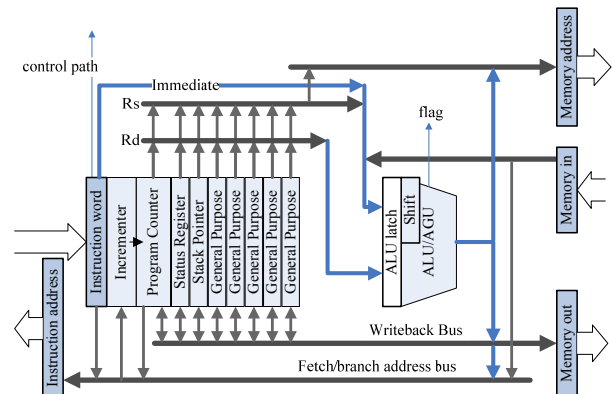 control path
Immediate
Rs
Rd
flag
Memory address
Memory in
Instruction word
Incrementer
Program Counter
Status Register
Stack Pointer
General Purpose
General Purpose
General Purpose
General Purpose
General Purpose
ALU latch
Shift
ALU/AGU
Instruction address
Writeback Bus
Memory out
Fetch/branch address bus